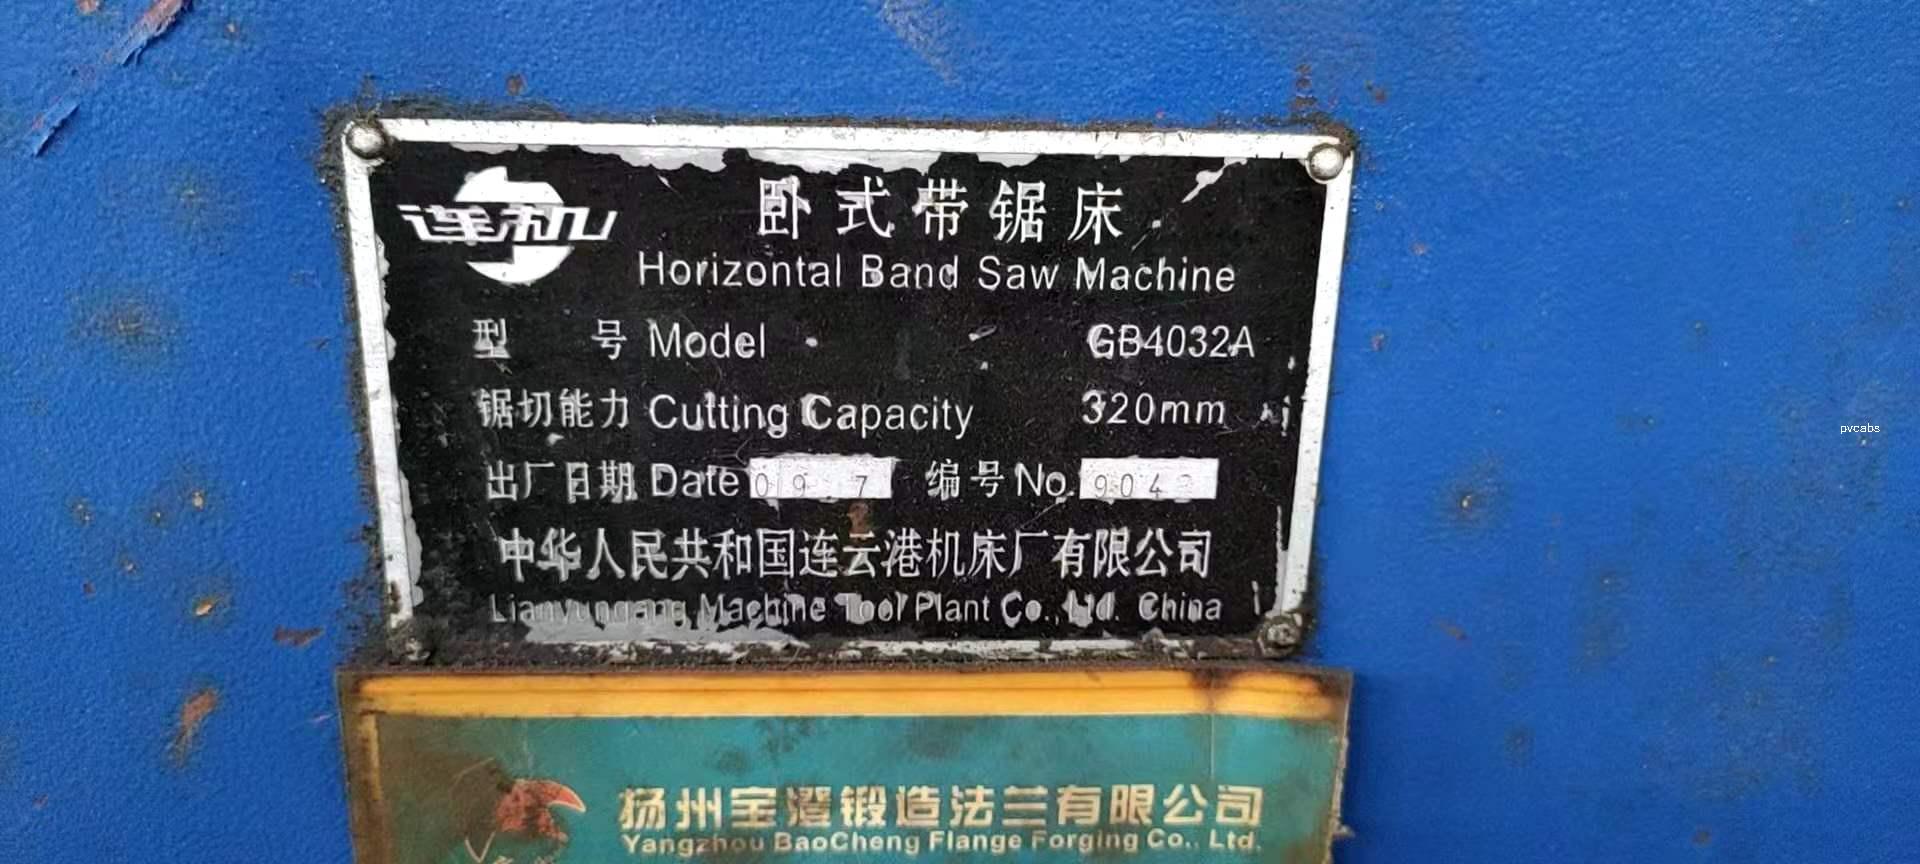 连机
卧式带锯床
Horizontal Band Saw Machine
型 号 Model GB4032A
锯切能力 Cutting Capacity 320mm
出厂日期 Date 09.7 编号 No.
中华人民共和国连云港机床厂有限公司
Lianyungang Machine Tool Plant Co., Ltd. China
扬州宝澄锻造法兰有限公司
Yangzhou BaoCheng Flange Forging Co., Ltd.
pvcabs